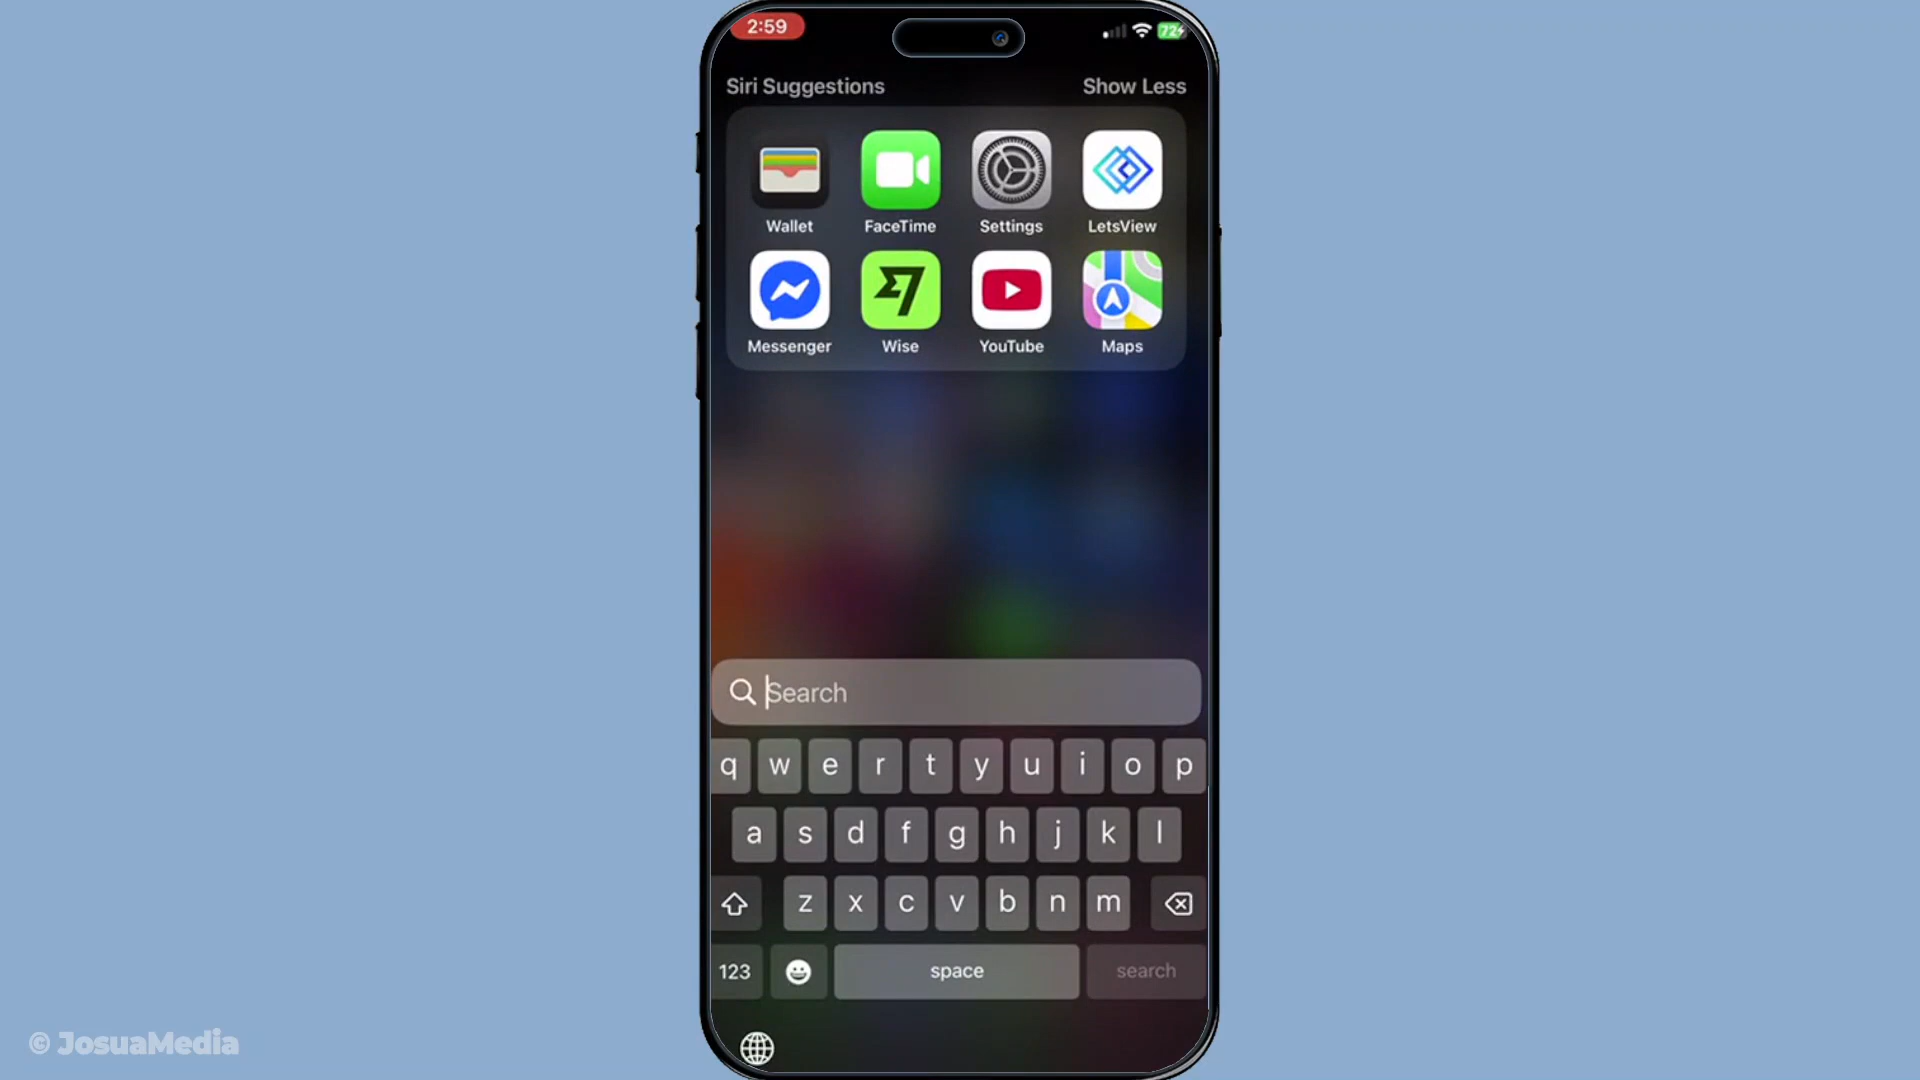 2:59
72
Siri Suggestions Show Less
Wallet FaceTime Settings LetsView
Messenger Wise YouTube Maps
Search
q w e r t y u i o p
a s d f g h j k l
z x c v b n m
123 space search
© JosuaMedia